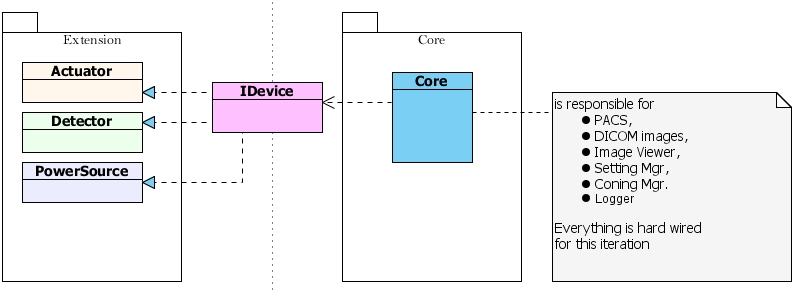 Extension
Actuator
Detector
PowerSource
IDevice
Core
Core
is responsible for
● PACS,
● DICOM images,
● Image Viewer,
● Setting Mgr,
● Coning Mgr.
● Logger
Everything is hard wired
for this iteration